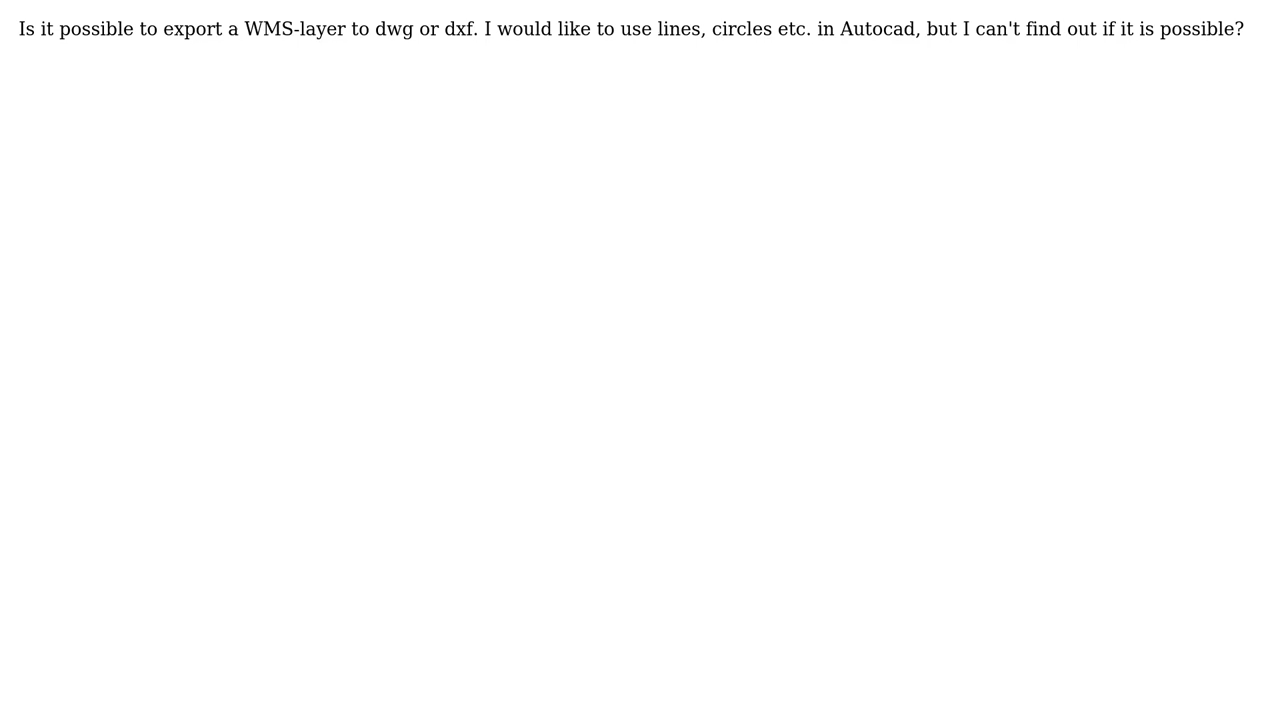 Is it possible to export a WMS-layer to dwg or dxf. I would like to use lines, circles etc. in Autocad, but I can't find out if it is possible?